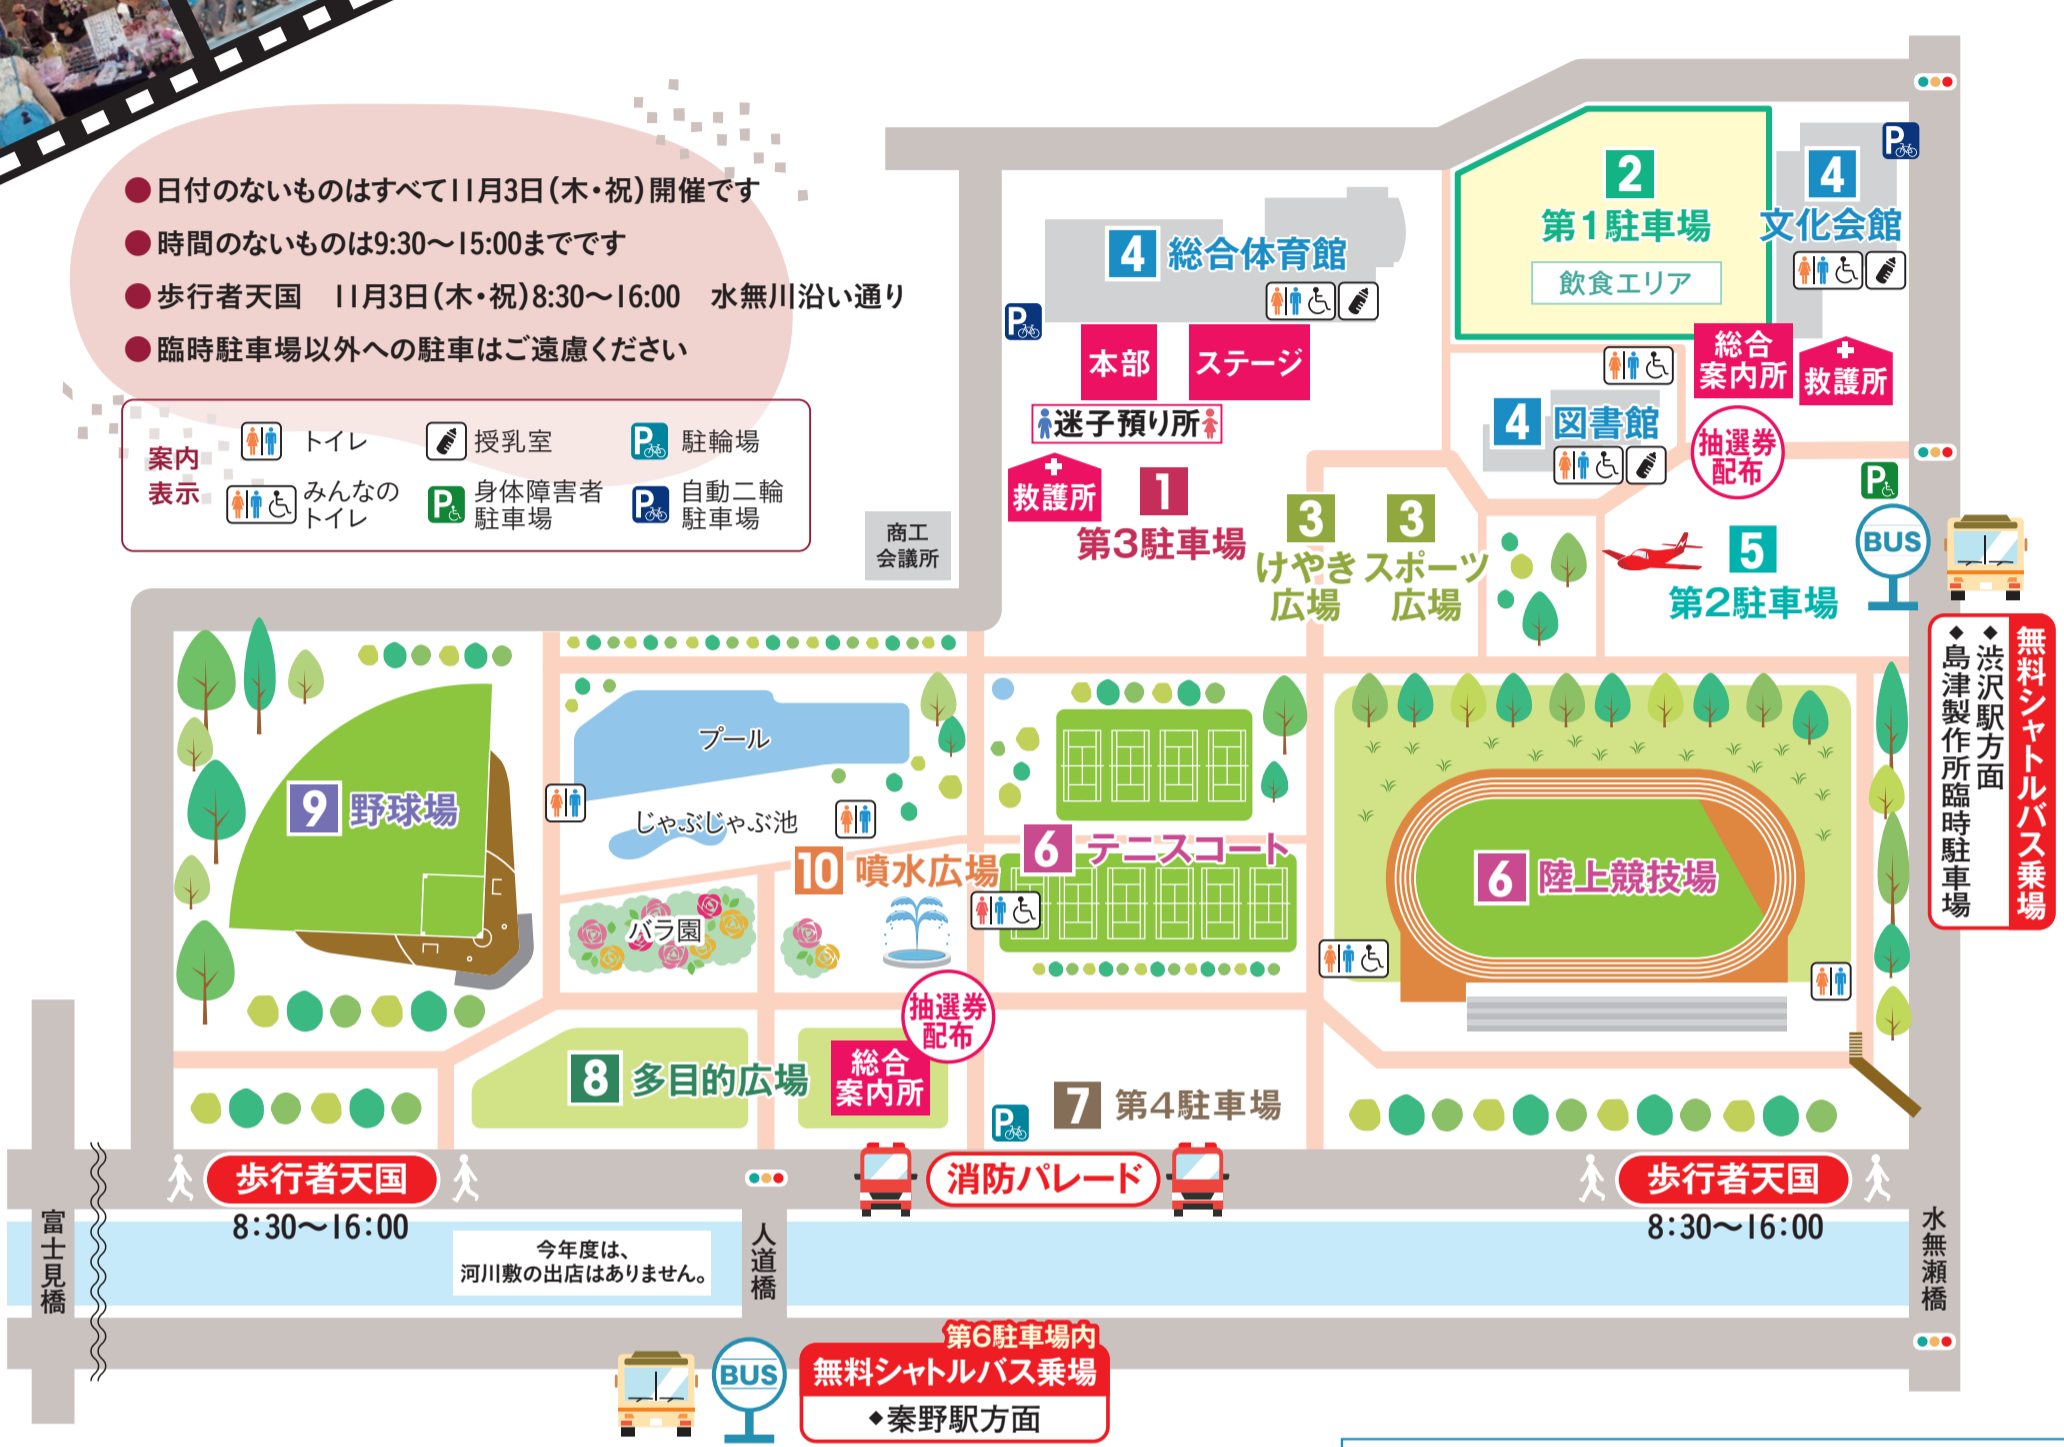 ●日付のないものはすべて11月3日(木・祝)開催です
●時間のないものは9:30〜15:00までです
●歩行者天国　11月3日(木・祝)8:30〜16:00　水無川沿い通り
●臨時駐車場以外への駐車はご遠慮ください
案内
表示
トイレ
授乳室
P 駐輪場
みんなの
トイレ
P 身体障害者
駐車場
P 自動二輪
駐車場
商工
会議所
4 総合体育館
P
本部
ステージ
迷子預り所
救護所
1
第3駐車場
2
第1駐車場
飲食エリア
4
文化会館
P
総合
案内所
救護所
4 図書館
抽選券
配布
P
3
けやき
広場
3
スポーツ
広場
5
第2駐車場
BUS
無料シャトルバス乗場
◆渋沢駅方面
◆島津製作所臨時駐車場
9 野球場
プール
じゃぶじゃぶ池
10 噴水広場
バラ園
6 テニスコート
6 陸上競技場
抽選券
配布
8 多目的広場
総合
案内所
P
7 第4駐車場
歩行者天国
8:30〜16:00
消防パレード
歩行者天国
8:30〜16:00
富士見橋
今年度は、
河川敷の出店はありません。
人道橋
水無瀬橋
BUS
第6駐車場内
無料シャトルバス乗場
◆秦野駅方面